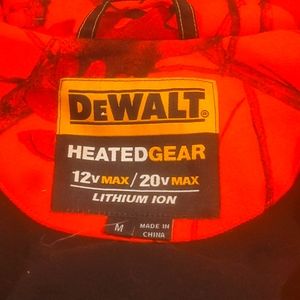 DEWALT®
HEATEDGEAR
12V MAX/20V MAX
LITHIUM ION
M MADE IN
CHINA